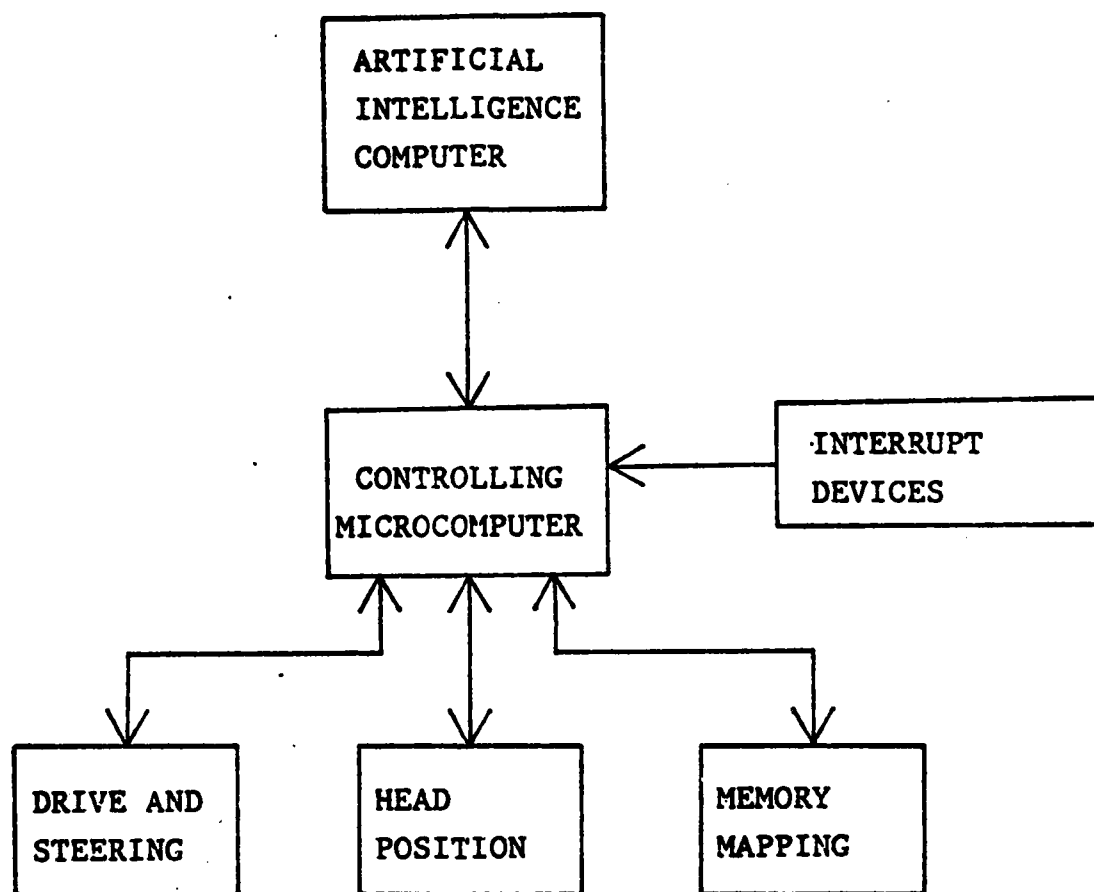 ARTIFICIAL
INTELLIGENCE
COMPUTER
CONTROLLING
MICROCOMPUTER
INTERRUPT
DEVICES
DRIVE AND
STEERING
HEAD
POSITION
MEMORY
MAPPING